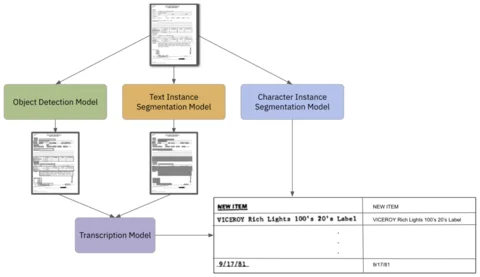 Object Detection Model
Text Instance
Segmentation Model
Character Instance
Segmentation Model
Transcription Model
NEW ITEM
NEW ITEM
VICEROY Rich Lights 100's 20's Label
VICEROY Rich Lights 100's 20's Label
9/17/81
9/17/81